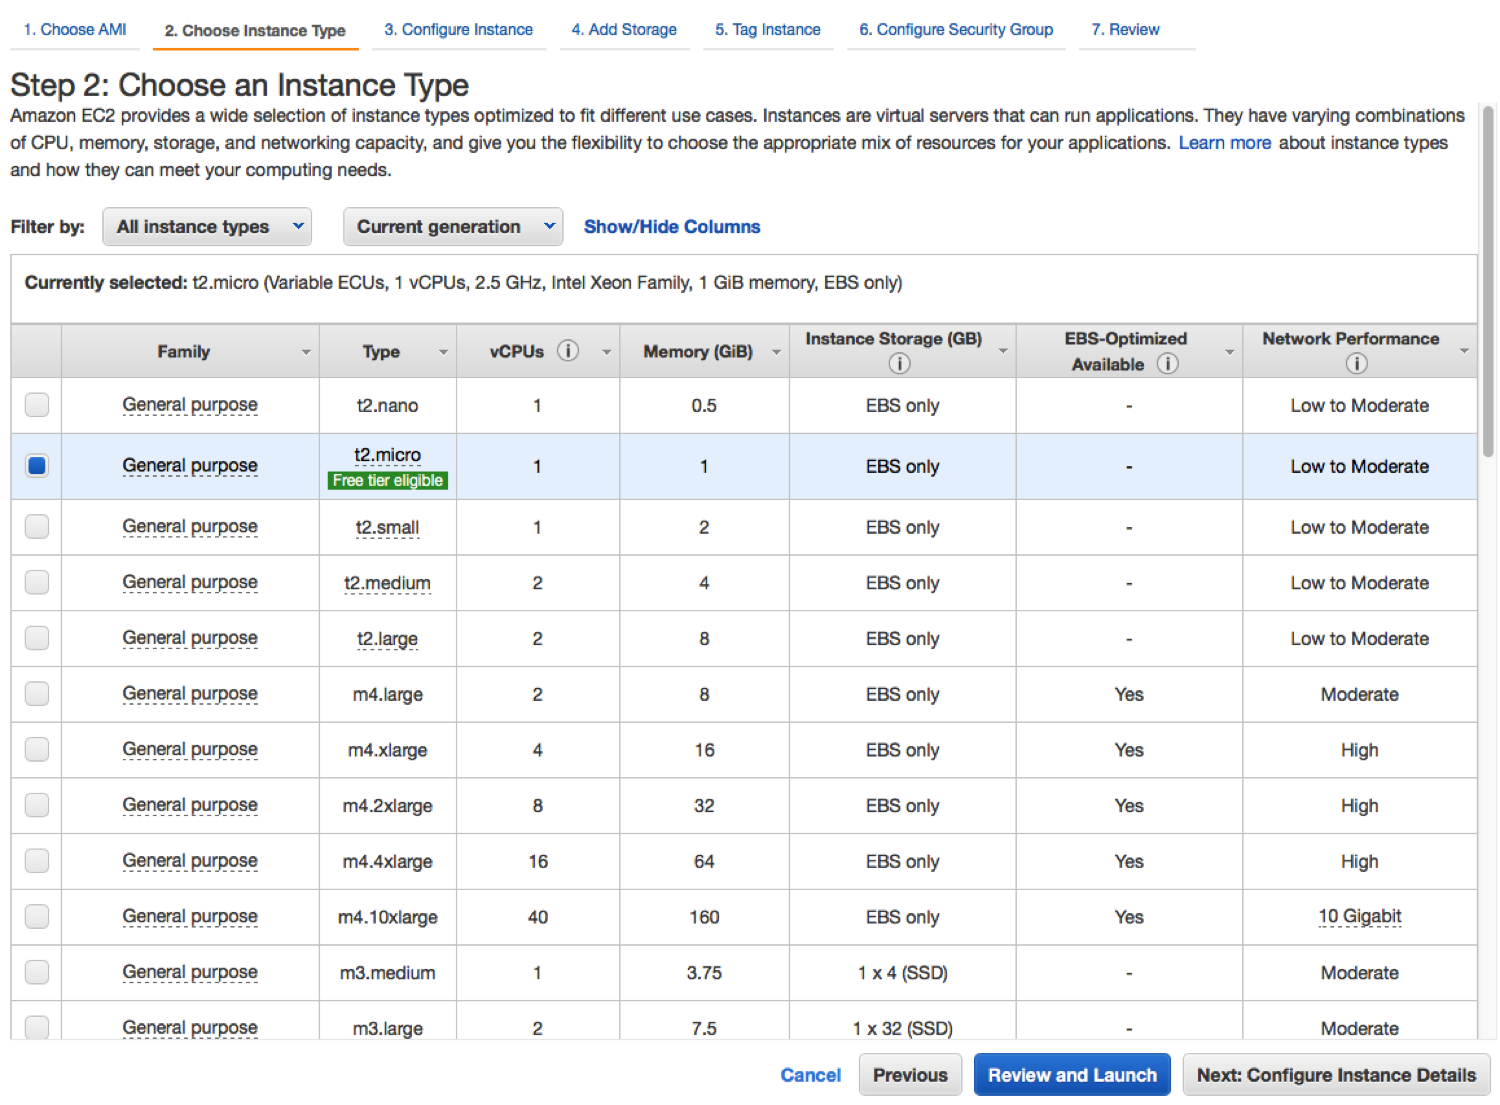 1. Choose AMI 2. Choose Instance Type 3. Configure Instance 4. Add Storage 5. Tag Instance 6. Configure Security Group 7. Review
Step 2: Choose an Instance Type
Amazon EC2 provides a wide selection of instance types optimized to fit different use cases. Instances are virtual servers that can run applications. They have varying combinations
of CPU, memory, storage, and networking capacity, and give you the flexibility to choose the appropriate mix of resources for your applications. Learn more about instance types
and how they can meet your computing needs.
Filter by: All instance types Current generation Show/Hide Columns
Currently selected: t2.micro (Variable ECUs, 1 vCPUs, 2.5 GHz, Intel Xeon Family, 1 GiB memory, EBS only)
Family Type vCPUs i Memory (GiB) Instance Storage (GB) i EBS-Optimized Available i Network Performance i
General purpose t2.nano 1 0.5 EBS only - Low to Moderate
General purpose t2.micro Free tier eligible 1 1 EBS only - Low to Moderate
General purpose t2.small 1 2 EBS only - Low to Moderate
General purpose t2.medium 2 4 EBS only - Low to Moderate
General purpose t2.large 2 8 EBS only - Low to Moderate
General purpose m4.large 2 8 EBS only Yes Moderate
General purpose m4.xlarge 4 16 EBS only Yes High
General purpose m4.2xlarge 8 32 EBS only Yes High
General purpose m4.4xlarge 16 64 EBS only Yes High
General purpose m4.10xlarge 40 160 EBS only Yes 10 Gigabit
General purpose m3.medium 1 3.75 1 x 4 (SSD) - Moderate
General purpose m3.large 2 7.5 1 x 32 (SSD) - Moderate
Cancel Previous Review and Launch Next: Configure Instance Details